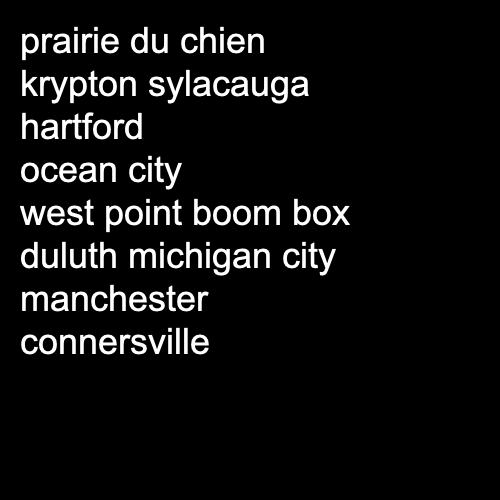 prairie du chien
krypton sylacauga
hartford
ocean city
west point boom box
duluth michigan city
manchester
connersville